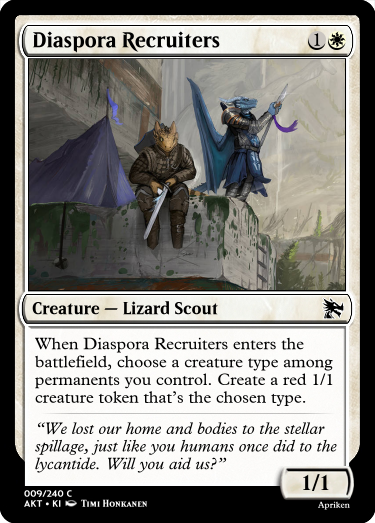 Diaspora Recruiters 1
Creature — Lizard Scout
When Diaspora Recruiters enters the
battlefield, choose a creature type among
permanents you control. Create a red 1/1
creature token that's the chosen type.
“We lost our home and bodies to the stellar
spillage, just like you humans once did to the
lycantide. Will you aid us?”
1/1
009/240 C
AKT • KI Timi Honkanen
Apriken